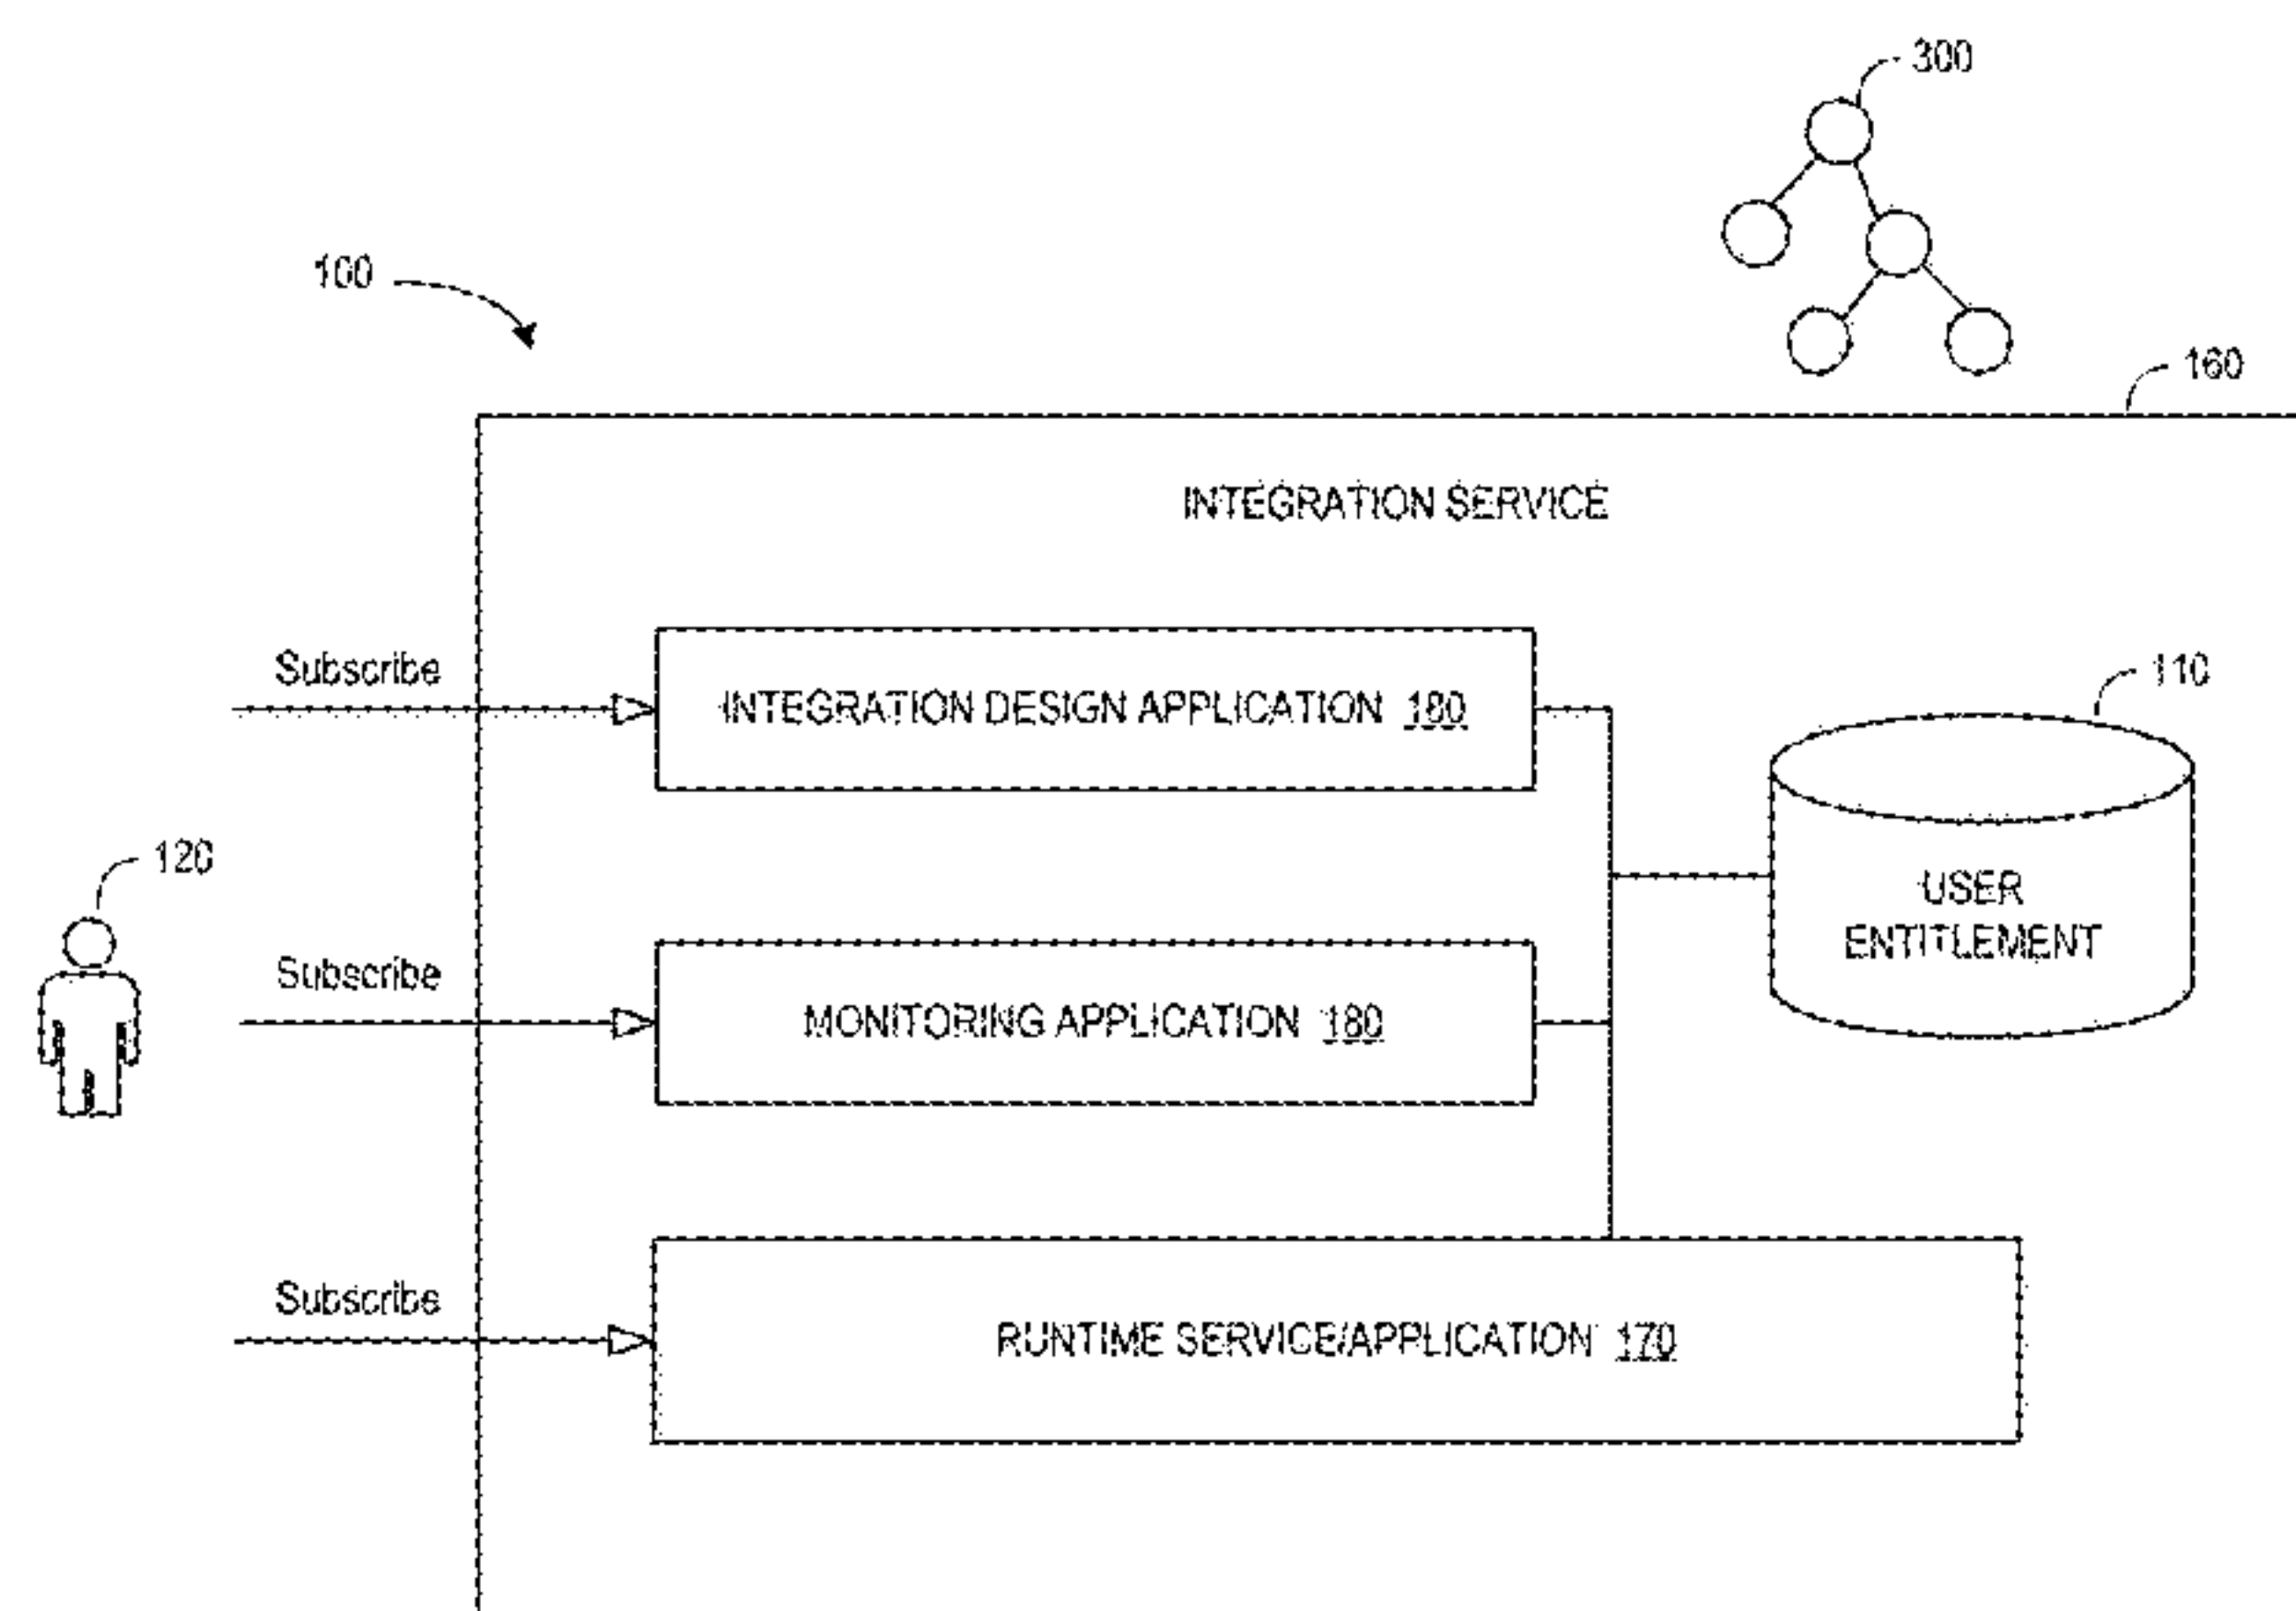 300
100
160
INTEGRATION SERVICE
Subscribe
INTEGRATION DESIGN APPLICATION 180
110
120
USER
ENTITLEMENT
Subscribe
MONITORING APPLICATION 180
Subscribe
RUNTIME SERVICE/APPLICATION 170